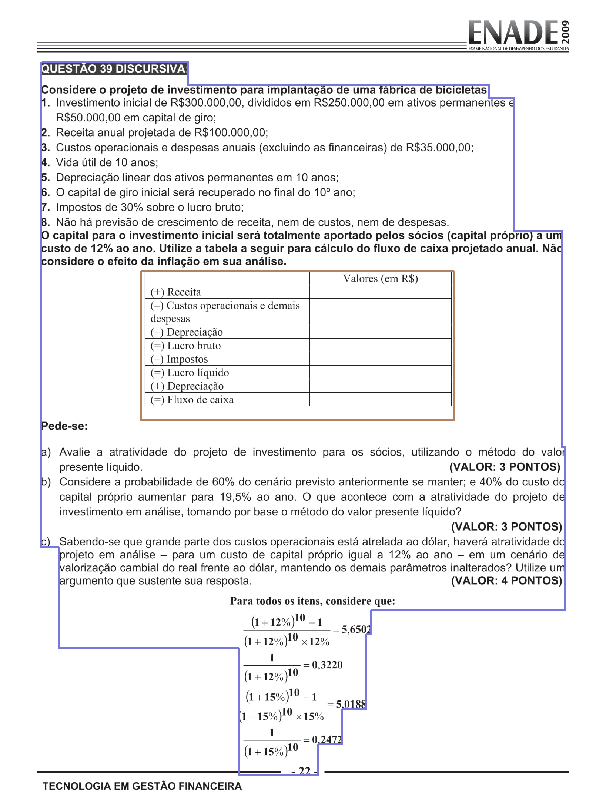 ENADE 2009
EXAME NACIONAL DE DESEMPENHO DOS ESTUDANTES
QUESTÃO 39 DISCURSIVA
Considere o projeto de investimento para implantação de uma fábrica de bicicletas
1. Investimento inicial de R$300.000,00, divididos em R$250.000,00 em ativos permanentes e
R$50.000,00 em capital de giro;
2. Receita anual projetada de R$100.000,00;
3. Custos operacionais e despesas anuais (excluindo as financeiras) de R$35.000,00;
4. Vida útil de 10 anos;
5. Depreciação linear dos ativos permanentes em 10 anos;
6. O capital de giro inicial será recuperado no final do 10º ano;
7. Impostos de 30% sobre o lucro bruto;
8. Não há previsão de crescimento de receita, nem de custos, nem de despesas.
O capital para o investimento inicial será totalmente aportado pelos sócios (capital próprio) a um
custo de 12% ao ano. Utilize a tabela a seguir para cálculo do fluxo de caixa projetado anual. Não
considere o efeito da inflação em sua análise.
Valores (em R$)
(+) Receita
(–) Custos operacionais e demais
despesas
(–) Depreciação
(=) Lucro bruto
(–) Impostos
(=) Lucro líquido
(+) Depreciação
(=) Fluxo de caixa
Pede-se:
a) Avalie a atratividade do projeto de investimento para os sócios, utilizando o método do valor
presente líquido. (VALOR: 3 PONTOS)
b) Considere a probabilidade de 60% do cenário previsto anteriormente se manter; e 40% do custo do
capital próprio aumentar para 19,5% ao ano. O que acontece com a atratividade do projeto de
investimento em análise, tomando por base o método do valor presente líquido?
(VALOR: 3 PONTOS)
c) Sabendo-se que grande parte dos custos operacionais está atrelada ao dólar, haverá atratividade do
projeto em análise – para um custo de capital próprio igual a 12% ao ano – em um cenário de
valorização cambial do real frente ao dólar, mantendo os demais parâmetros inalterados? Utilize um
argumento que sustente sua resposta. (VALOR: 4 PONTOS)
Para todos os itens, considere que:
(1 + 12%)^10 − 1
= 5,6502
(1 + 12%)^10 × 12%
1
= 0,3220
(1 + 12%)^10
(1 + 15%)^10 − 1
= 5,0188
(1 + 15%)^10 × 15%
1
= 0,2472
(1 + 15%)^10
- 22 -
TECNOLOGIA EM GESTÃO FINANCEIRA